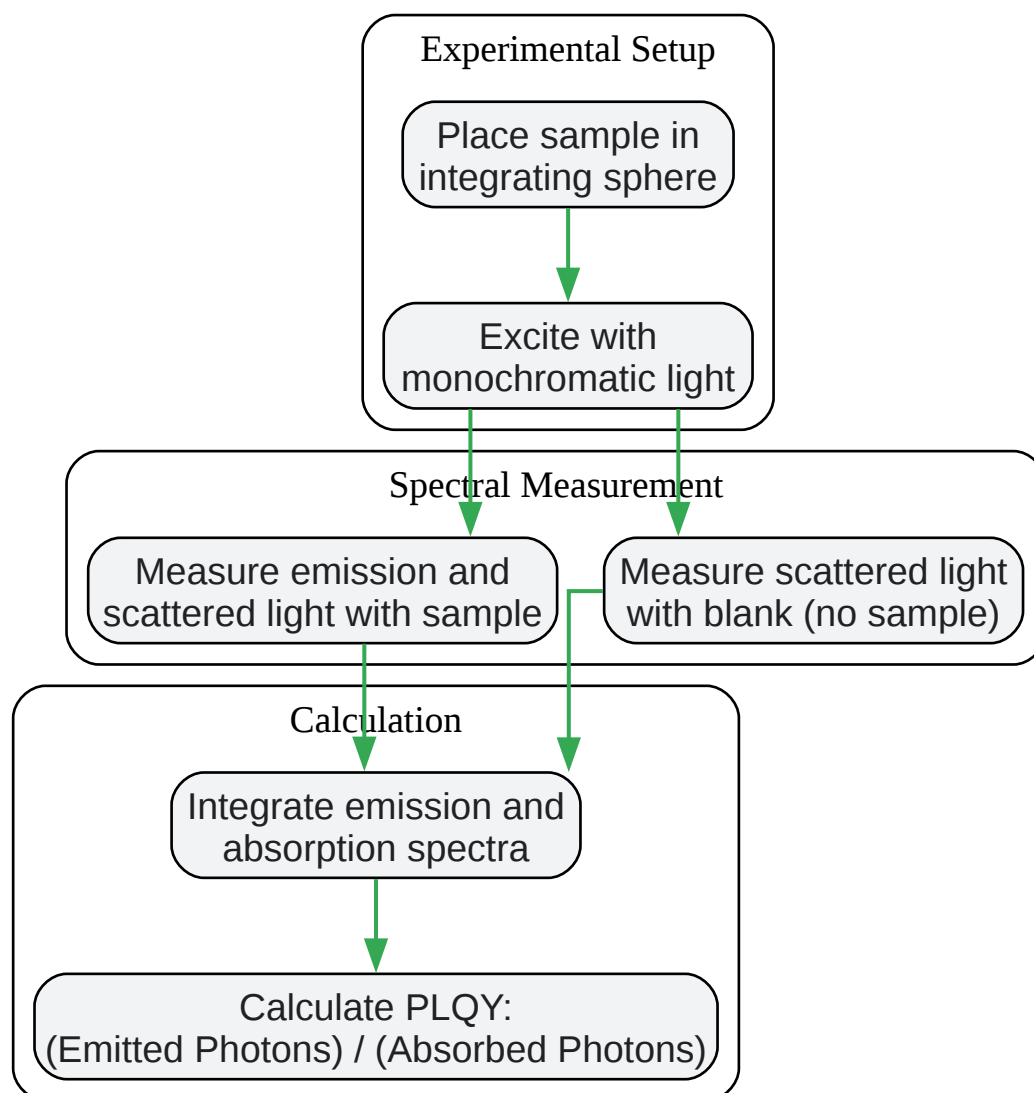 Experimental Setup
Place sample in
integrating sphere
Excite with
monochromatic light
Spectral Measurement
Measure emission and
scattered light with sample
Measure scattered light
with blank (no sample)
Calculation
Integrate emission and
absorption spectra
Calculate PLQY:
(Emitted Photons) / (Absorbed Photons)